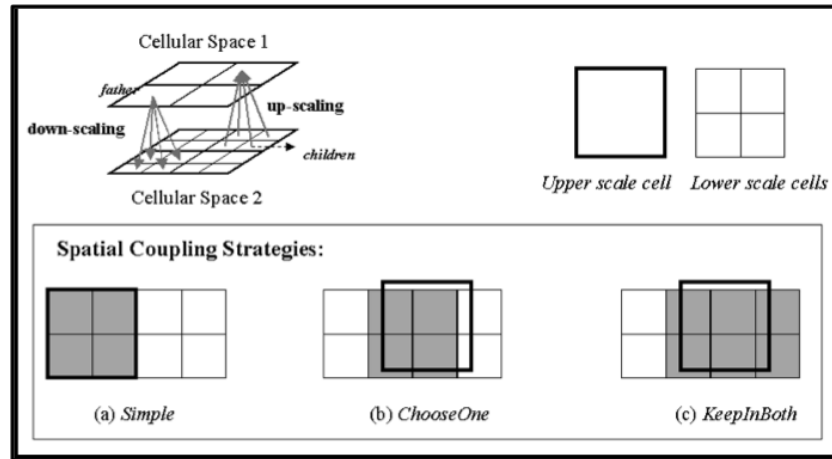 Cellular Space 1
father
up-scaling
down-scaling
children
Cellular Space 2
Upper scale cell
Lower scale cells
Spatial Coupling Strategies:
(a) Simple
(b) ChooseOne
(c) KeepInBoth